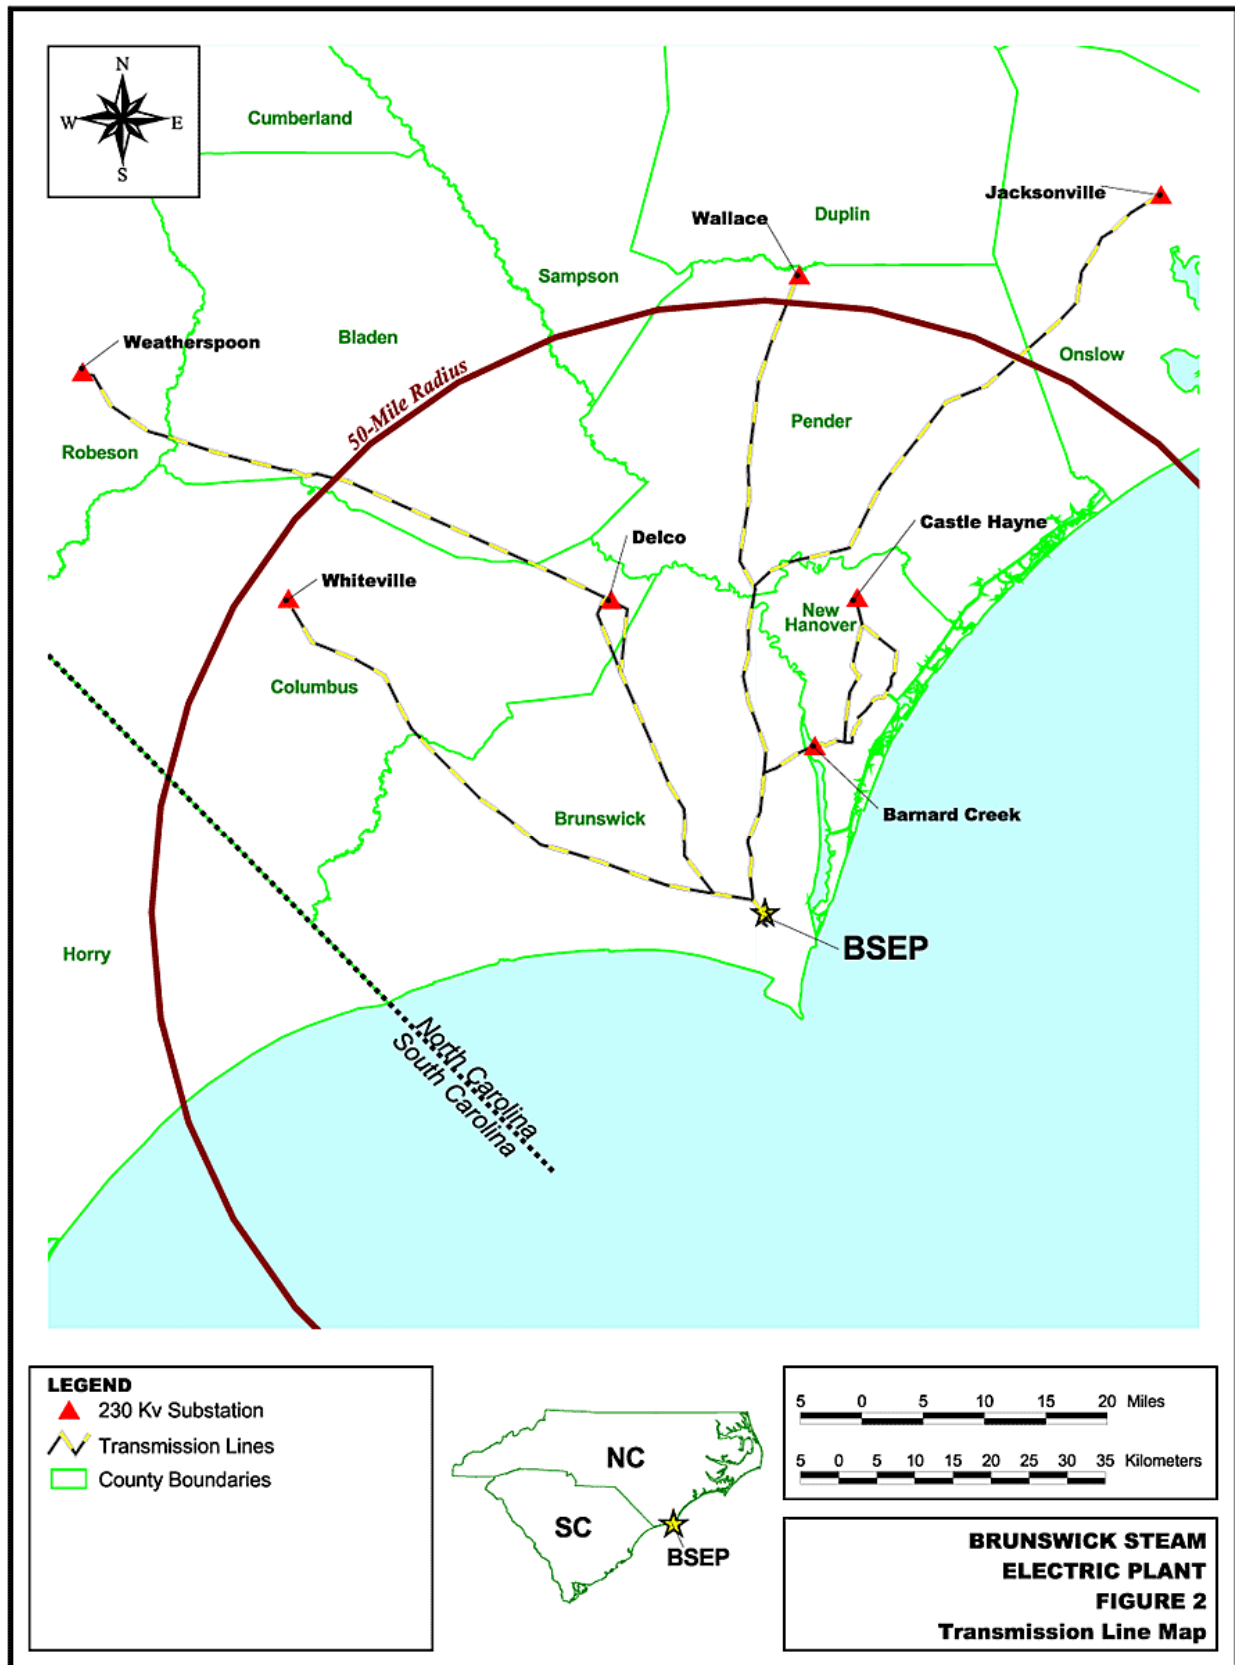 N
W E
S
Cumberland
Jacksonville
Wallace
Duplin
Sampson
Weatherspoon
Bladen
Onslow
50-Mile Radius
Pender
Robeson
Castle Hayne
Delco
Whiteville
New
Hanover
Columbus
Brunswick
Barnard Creek
BSEP
Horry
North Carolina
South Carolina
LEGEND
230 Kv Substation
Transmission Lines
County Boundaries
NC
SC
BSEP
5 0 5 10 15 20 Miles
5 0 5 10 15 20 25 30 35 Kilometers
BRUNSWICK STEAM
ELECTRIC PLANT
FIGURE 2
Transmission Line Map